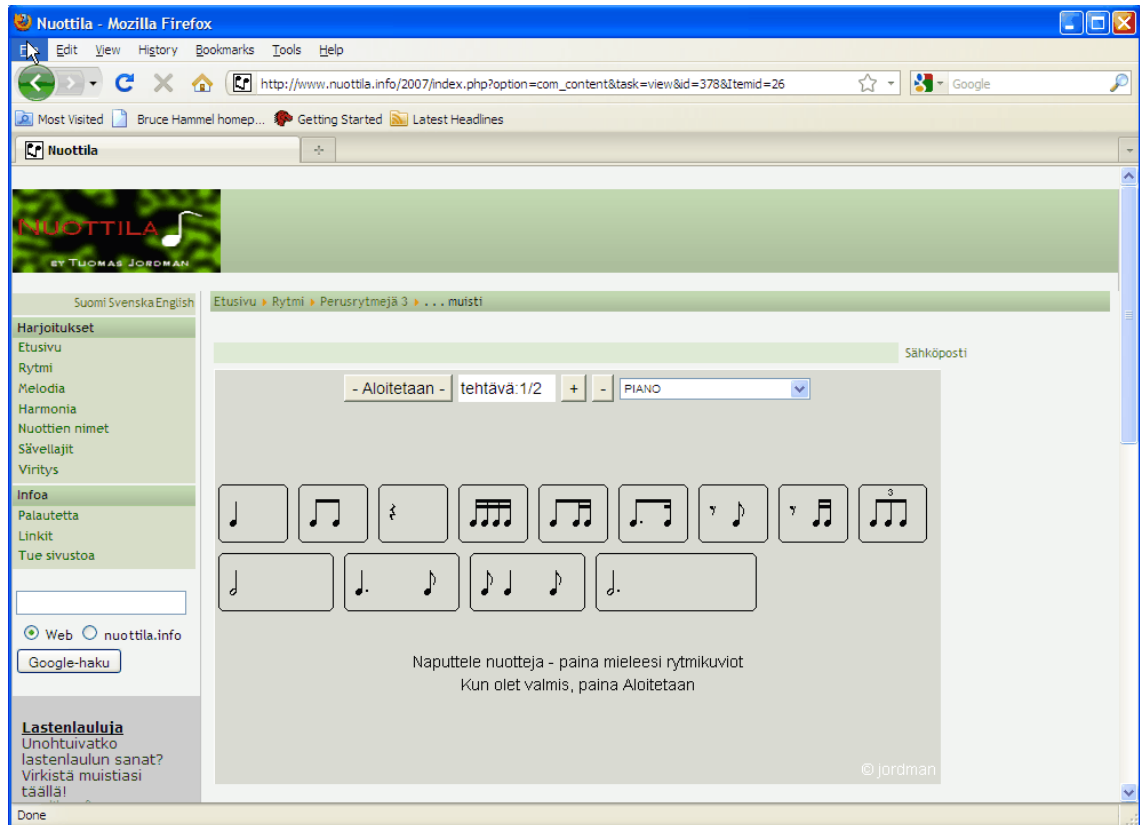 Nuottila - Mozilla Firefox
Edit View History Bookmarks Tools Help
http://www.nuottila.info/2007/index.php?option=com_content&task=view&id=378&Itemid=26
Google
Most Visited Bruce Hammel homep... Getting Started Latest Headlines
Nuottila
NUOTTILA
BY TUOMAS JORDMAN
Suomi Svenska English
Etusivu Rytmi Perusrytmejä 3 . . . muisti
Harjoitukset
Etusivu
Rytmi
Melodia
Harmonia
Nuottien nimet
Sävellajit
Viritys
Infoa
Palautetta
Linkit
Tue sivustoa
Web nuottila.info
Google-haku
Lastenlauluja
Unohtuivatko
lastenlaulun sanat?
Virkistä muistiasi
täällä!
Sähköposti
- Aloitetaan - tehtävä:1/2 + - PIANO
3
Naputtele nuotteja - paina mieleesi rytmikuviot
Kun olet valmis, paina Aloitetaan
© jordman
Done